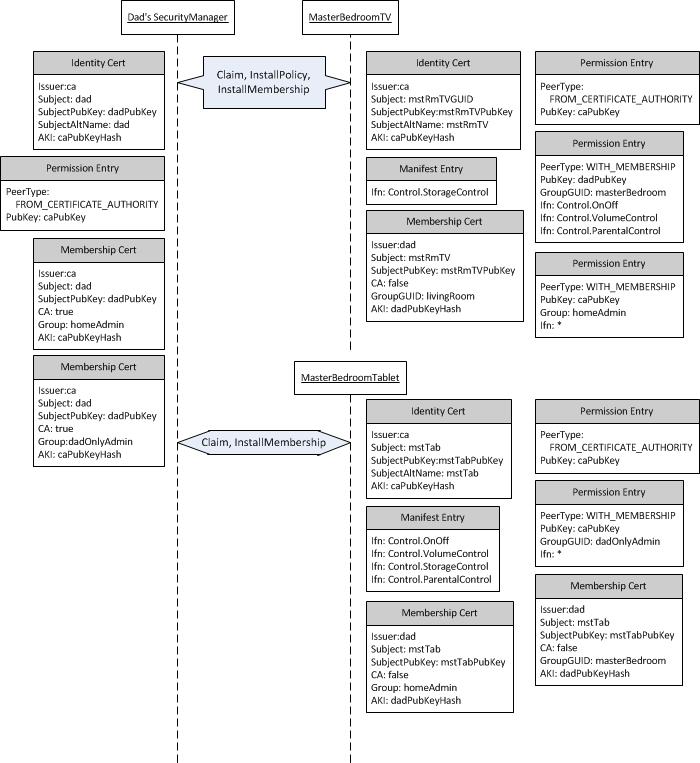 Dad's SecurityManager
MasterBedroomTV
Identity Cert
Issuer:ca
Subject: dad
SubjectPubKey: dadPubKey
SubjectAltName: dad
AKI: caPubKeyHash
Permission Entry
PeerType:
FROM_CERTIFICATE_AUTHORITY
PubKey: caPubKey
Membership Cert
Issuer:ca
Subject: dad
SubjectPubKey: dadPubKey
CA: true
Group: homeAdmin
AKI: caPubKeyHash
Membership Cert
Issuer:ca
Subject: dad
SubjectPubKey: dadPubKey
CA: true
Group:dadOnlyAdmin
AKI: caPubKeyHash
Claim, InstallPolicy,
InstallMembership
Identity Cert
Issuer:ca
Subject: mstRmTVGUID
SubjectPubKey:mstRmTVPubKey
SubjectAltName: mstRmTV
AKI: caPubKeyHash
Manifest Entry
Ifn: Control.StorageControl
Membership Cert
Issuer:dad
Subject: mstRmTV
SubjectPubKey: mstRmTVPubKey
CA: false
GroupGUID: livingRoom
AKI: dadPubKeyHash
Permission Entry
PeerType:
FROM_CERTIFICATE_AUTHORITY
PubKey: caPubKey
Permission Entry
PeerType: WITH_MEMBERSHIP
PubKey: dadPubKey
GroupGUID: masterBedroom
Ifn: Control.OnOff
Ifn: Control.VolumeControl
Ifn: Control.ParentalControl
Permission Entry
PeerType: WITH_MEMBERSHIP
PubKey: caPubKey
Group: homeAdmin
Ifn: *
MasterBedroomTablet
Claim, InstallMembership
Identity Cert
Issuer:ca
Subject: mstTab
SubjectPubKey:mstTabPubKey
SubjectAltName: mstTab
AKI: caPubKeyHash
Manifest Entry
Ifn: Control.OnOff
Ifn: Control.VolumeControl
Ifn: Control.StorageControl
Ifn: Control.ParentalControl
Membership Cert
Issuer:dad
Subject: mstTab
SubjectPubKey: mstTabPubKey
CA: false
Group: homeAdmin
AKI: dadPubKeyHash
Permission Entry
PeerType:
FROM_CERTIFICATE_AUTHORITY
PubKey: caPubKey
Permission Entry
PeerType: WITH_MEMBERSHIP
PubKey: caPubKey
GroupGUID: dadOnlyAdmin
Ifn: *
Membership Cert
Issuer:dad
Subject: mstTab
SubjectPubKey: mstTabPubKey
CA: false
GroupGUID: masterBedroom
AKI: dadPubKeyHash